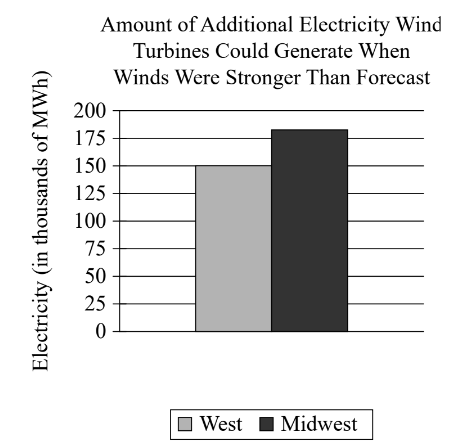 Amount of Additional Electricity Wind
Turbines Could Generate When
Winds Were Stronger Than Forecast
Electricity (in thousands of MWh)
200
175
150
125
100
75
50
25
0
West
Midwest